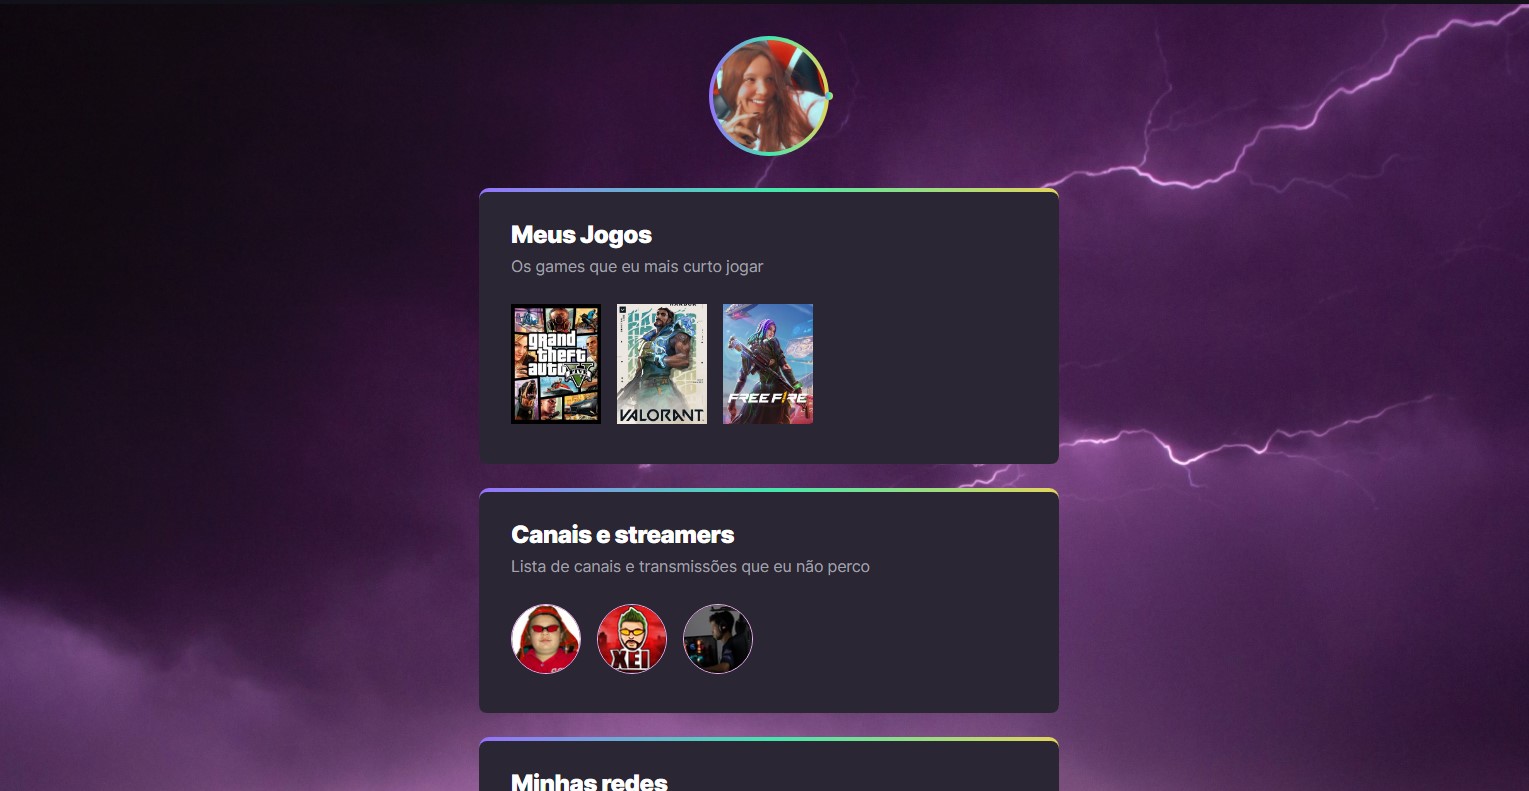 Meus Jogos
Os games que eu mais curto jogar
grand
theft
auto V
FIVE
VALORANT
FREE FIRE
Canais e streamers
Lista de canais e transmissões que eu não perco
XEI
Minhas redes